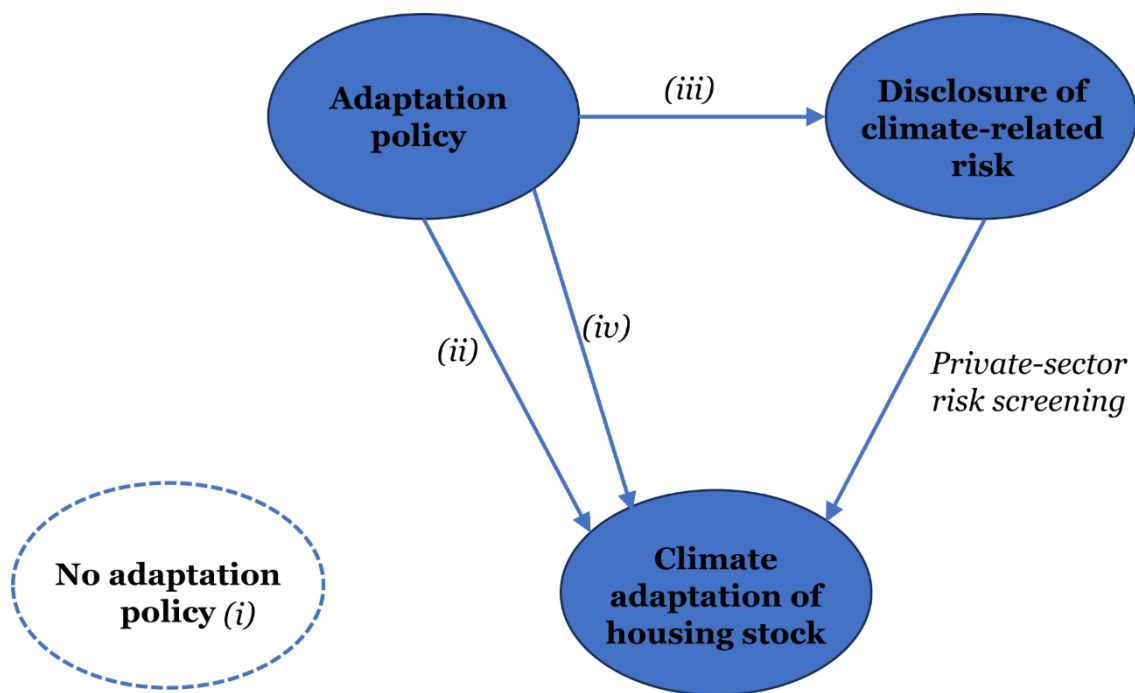 Adaptation
policy
(iii)
Disclosure of
climate-related
risk
(ii)
(iv)
Private-sector
risk screening
No adaptation
policy (i)
Climate
adaptation of
housing stock